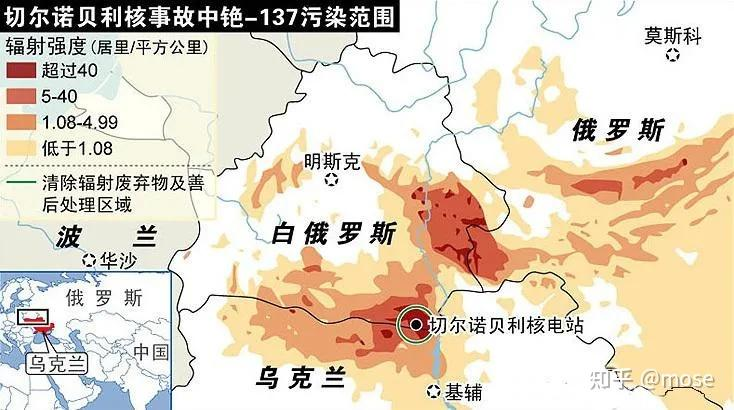 切尔诺贝利核事故中铯-137污染范围
辐射强度(居里/平方公里)
超过40
5-40
1.08-4.99
低于1.08
清除辐射废弃物及善
后处理区域
莫斯科
俄罗斯
明斯克
白俄罗斯
波兰
华沙
切尔诺贝利核电站
乌克兰
基辅
俄罗斯
中国
乌克兰
知乎 @mose